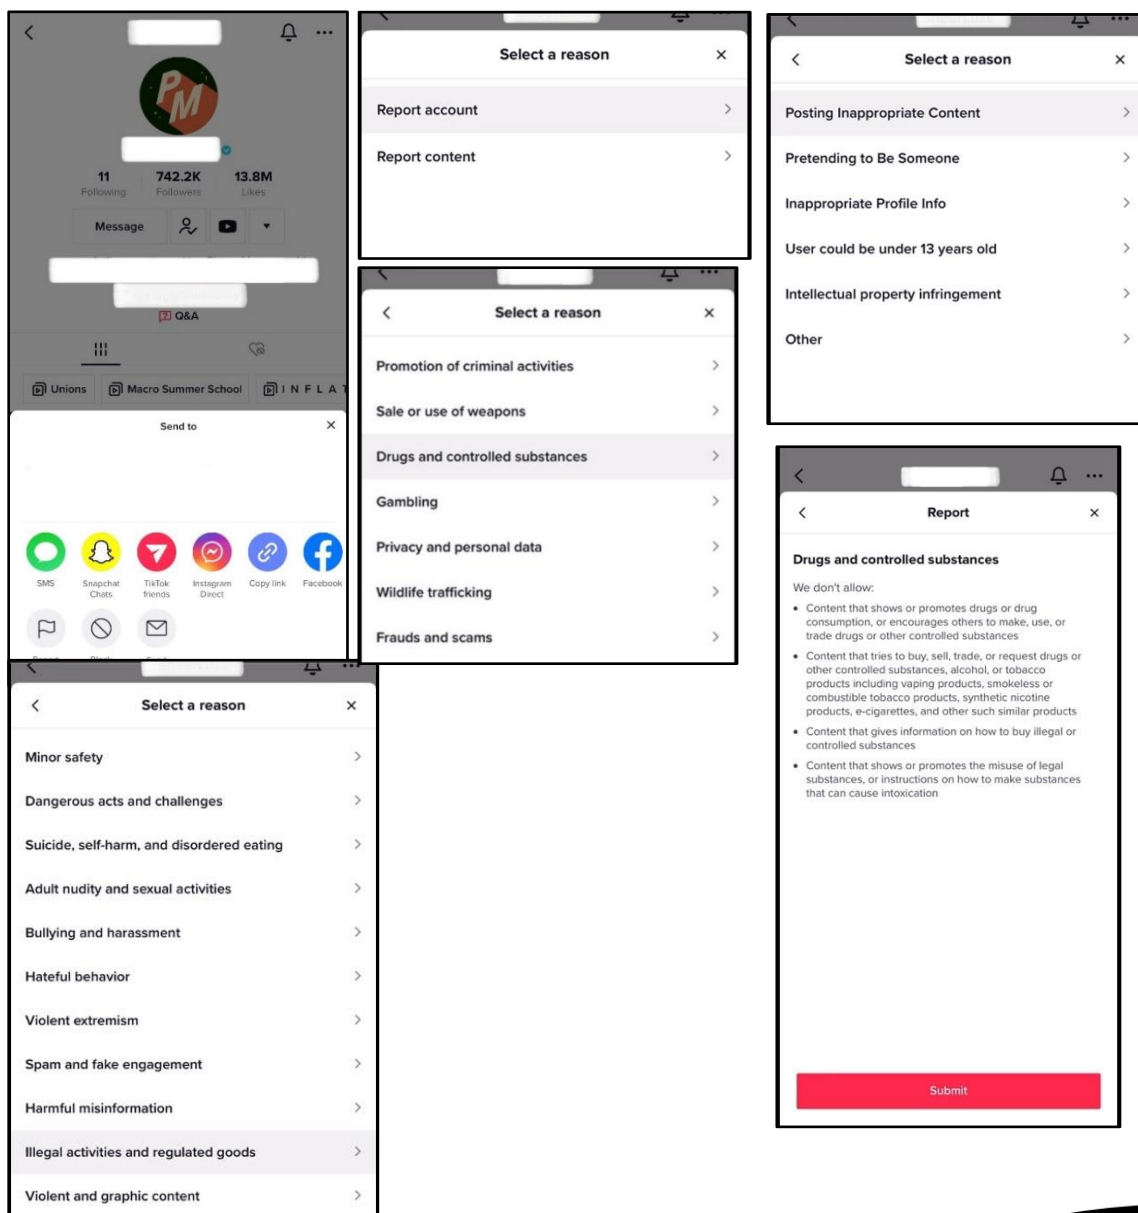 PM
11
742.2K
13.8M
Following
Followers
Likes
Message
Q&A
Unions
Macro Summer School
I N F L A T
Send to
SMS
Snapchat
Chats
TikTok
friends
Instagram
Direct
Copy link
Facebook
Select a reason
Report account
Report content
Select a reason
Posting Inappropriate Content
Pretending to Be Someone
Inappropriate Profile Info
User could be under 13 years old
Intellectual property infringement
Other
Select a reason
Minor safety
Dangerous acts and challenges
Suicide, self-harm, and disordered eating
Adult nudity and sexual activities
Bullying and harassment
Hateful behavior
Violent extremism
Spam and fake engagement
Harmful misinformation
Illegal activities and regulated goods
Violent and graphic content
Select a reason
Promotion of criminal activities
Sale or use of weapons
Drugs and controlled substances
Gambling
Privacy and personal data
Wildlife trafficking
Frauds and scams
Report
Drugs and controlled substances
We don't allow:
• Content that shows or promotes drugs or drug
consumption, or encourages others to make, use, or
trade drugs or other controlled substances
• Content that tries to buy, sell, trade, or request drugs or
other controlled substances, alcohol, or tobacco
products including vaping products, smokeless or
combustible tobacco products, synthetic nicotine
products, e-cigarettes, and other such similar products
• Content that gives information on how to buy illegal or
controlled substances
• Content that shows or promotes the misuse of legal
substances, or instructions on how to make substances
that can cause intoxication
Submit